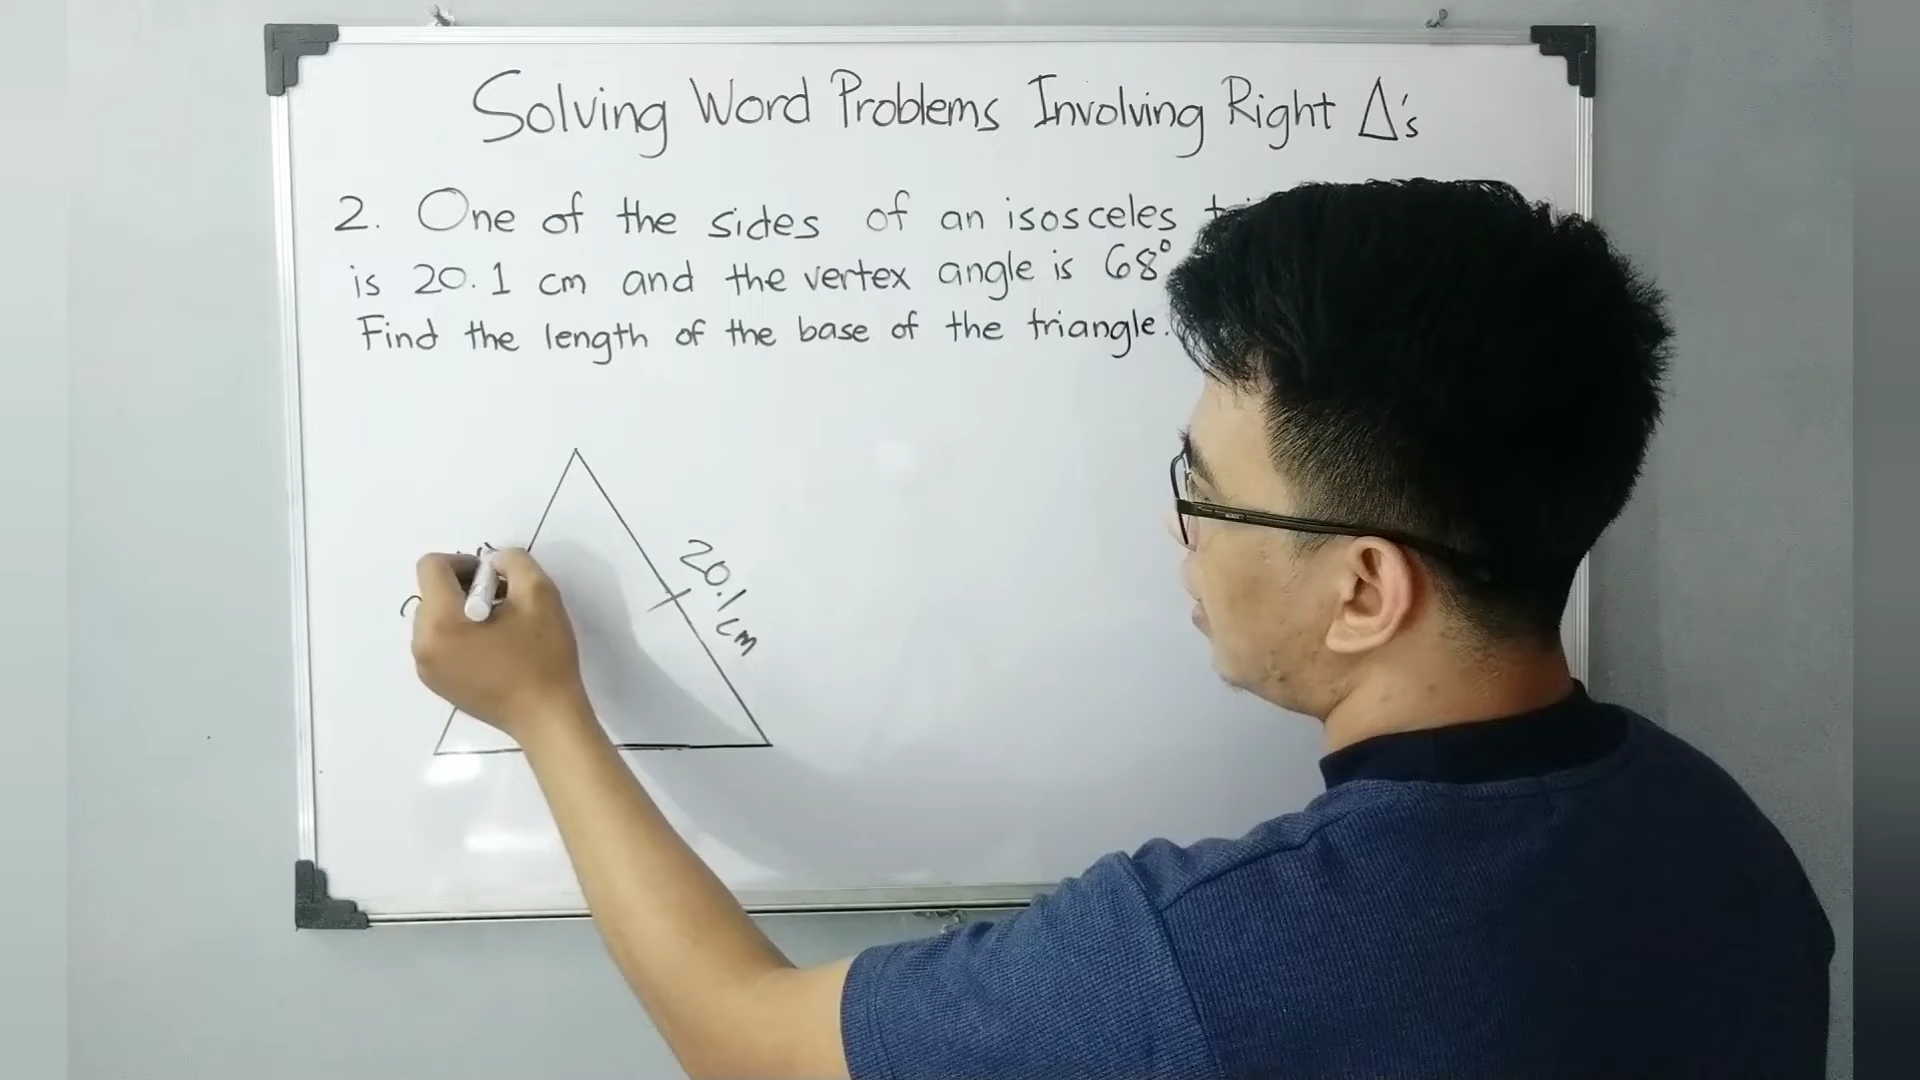 Solving Word Problems Involving Right Δ's
2. One of the sides of an isosceles
is 20.1 cm and the vertex angle is 68°
Find the length of the base of the triangle.
20.1 cm